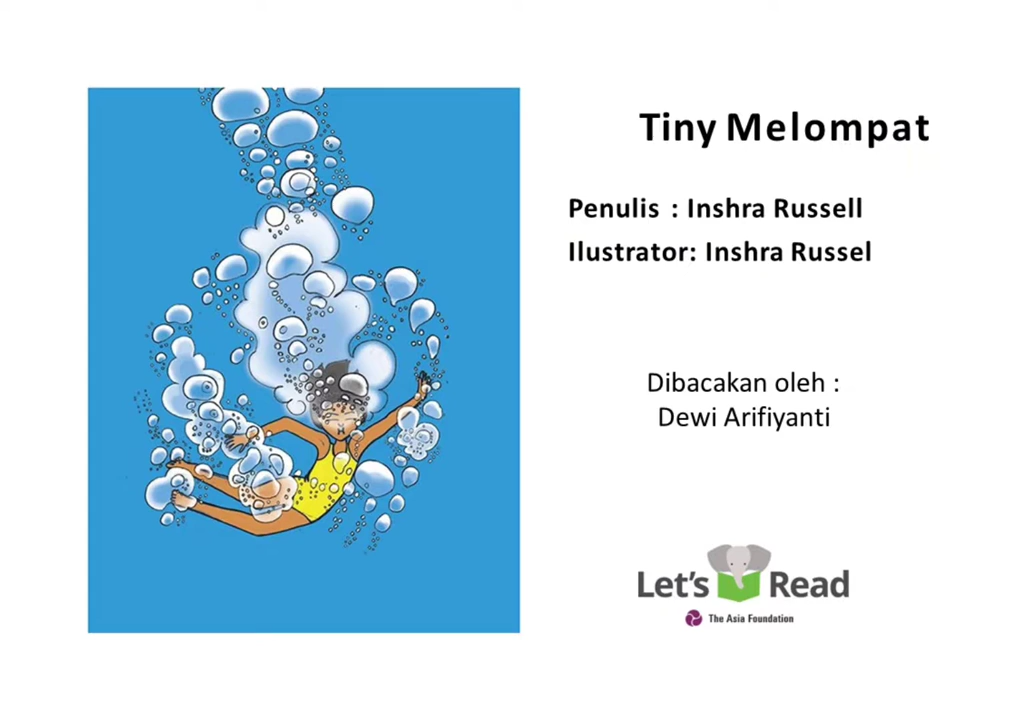 Tiny Melompat
Penulis : Inshra Russell
Ilustrator: Inshra Russel
Dibacakan oleh :
Dewi Arifiyanti
Let's Read
The Asia Foundation